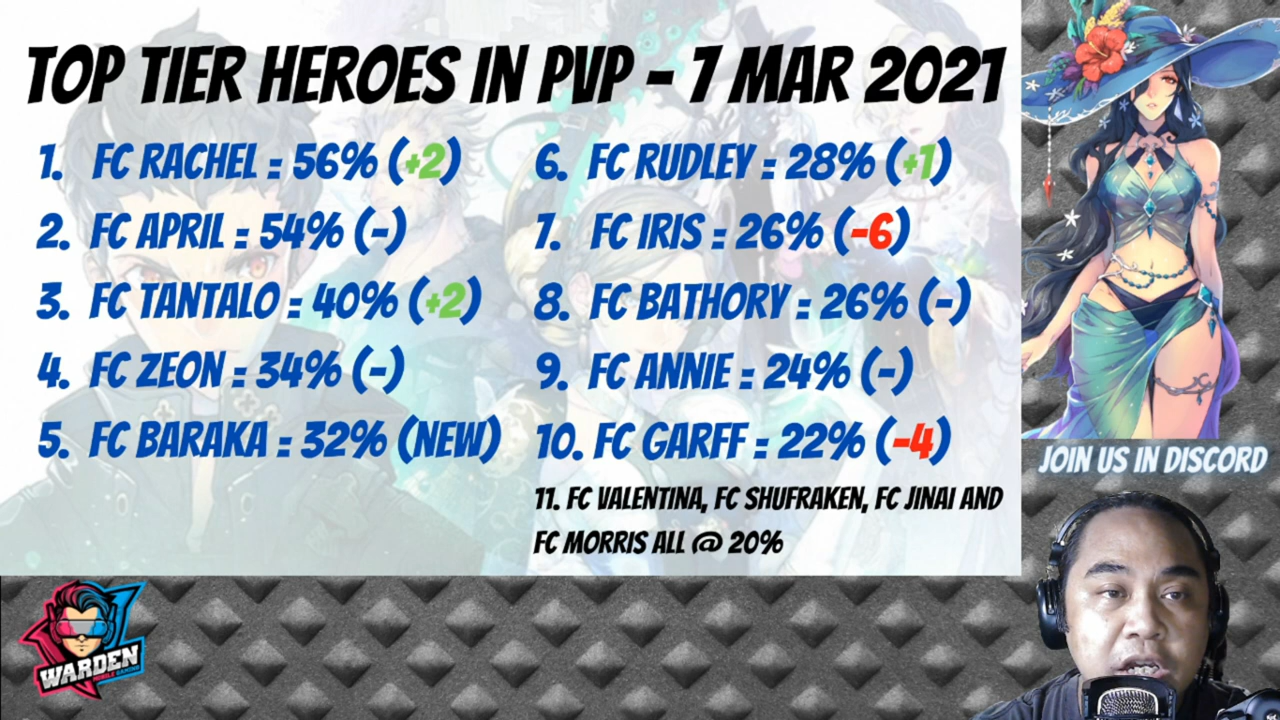 TOP TIER HEROES IN PVP - 7 MAR 2021
1. FC RACHEL = 56% (+2)
2. FC APRIL = 54% (-)
3. FC TANTALO = 40% (+2)
4. FC ZEON = 34% (-)
5. FC BARAKA = 32% (NEW)
6. FC RUDLEY = 28% (+1)
7. FC IRIS = 26% (-6)
8. FC BATHORY = 26% (-)
9. FC ANNIE = 24% (-)
10. FC GARFF = 22% (-4)
11. FC VALENTINA, FC SHUFRAKEN, FC JINAI AND
FC MORRIS ALL @ 20%
JOIN US IN DISCORD
WARDEN
MOBILE GAMING